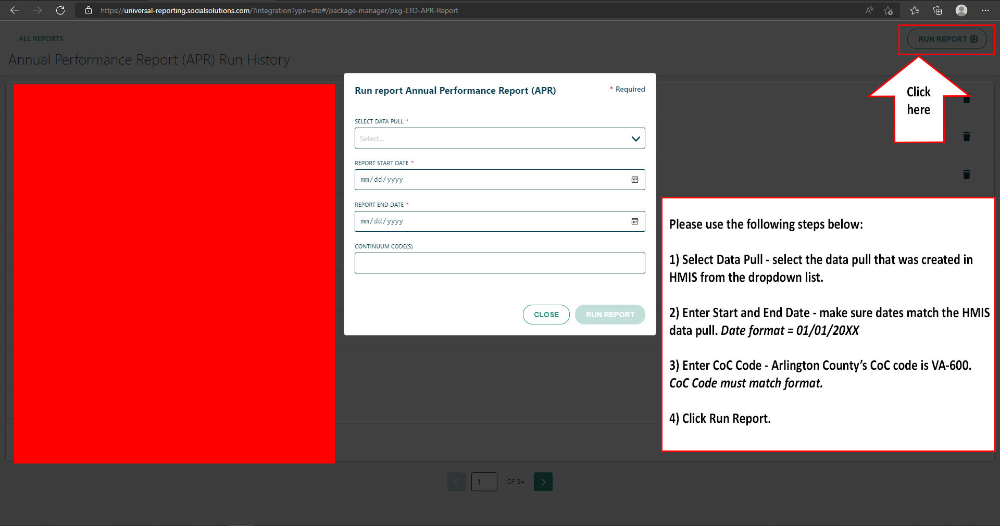 https://universal-reporting.socialsolutions.com/?integrationType=eto#/package-manager/pkg-ETO-APR-Report
ALL REPORTS
RUN REPORT
Annual Performance Report (APR) Run History
Click
here
Run report Annual Performance Report (APR)
* Required
SELECT DATA PULL *
Select...
REPORT START DATE *
mm/dd/yyyy
REPORT END DATE *
mm/dd/yyyy
CONTINUUM CODE(S)
CLOSE
RUN REPORT
Please use the following steps below:
1) Select Data Pull - select the data pull that was created in
HMIS from the dropdown list.
2) Enter Start and End Date - make sure dates match the HMIS
data pull. Date format = 01/01/20XX
3) Enter CoC Code - Arlington County’s CoC code is VA-600.
CoC Code must match format.
4) Click Run Report.
1
OF 34